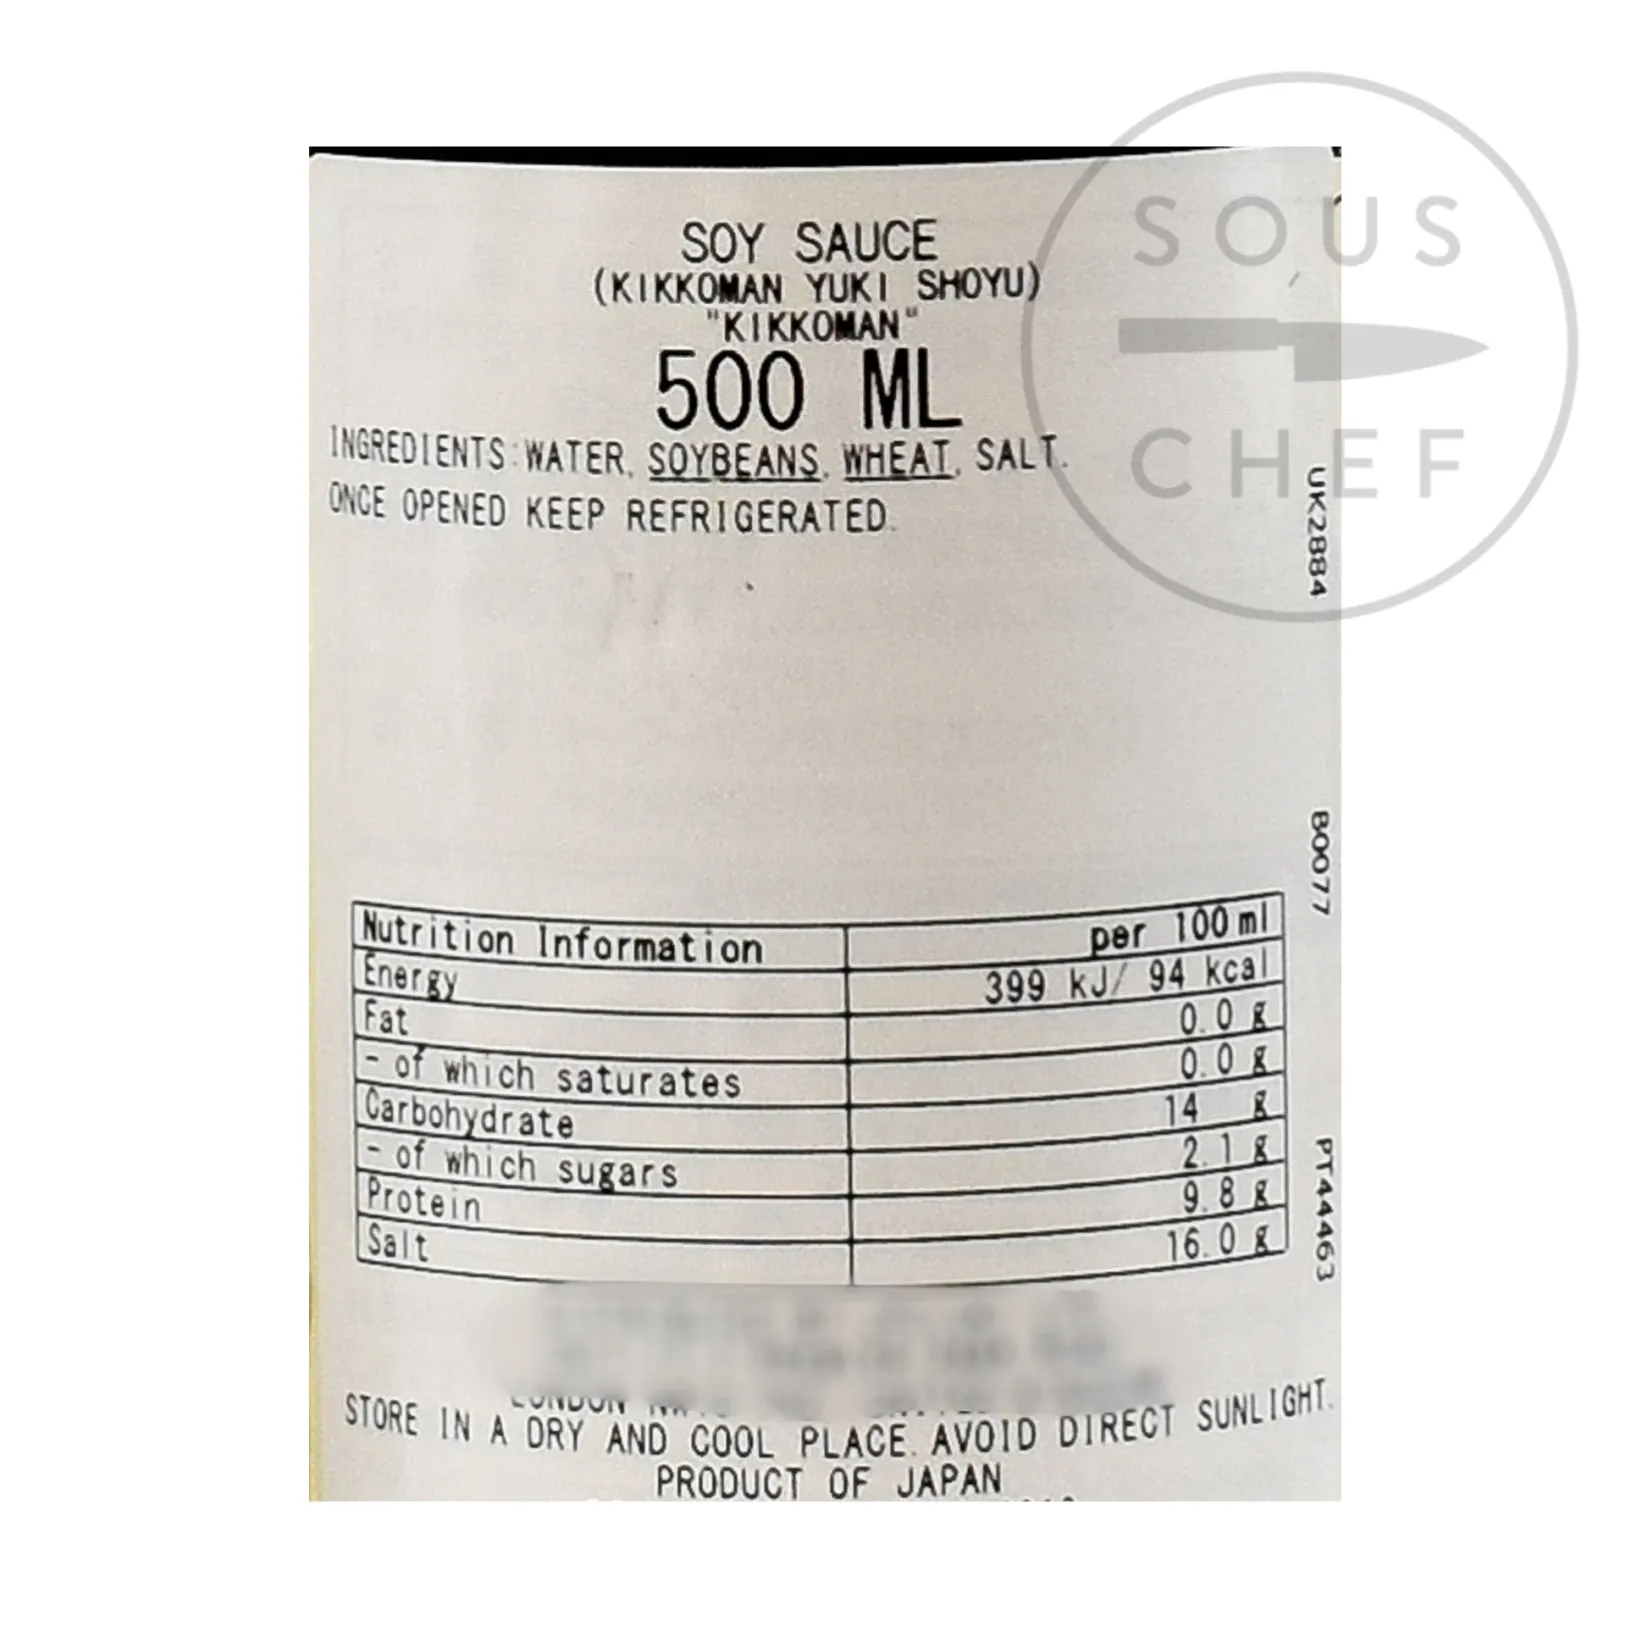 SOUS
CHEF
SOY SAUCE
(KIKKOMAN YUKI SHOYU)
"KIKKOMAN"
500 ML
INGREDIENTS:WATER, SOYBEANS, WHEAT, SALT.
ONCE OPENED KEEP REFRIGERATED.
UK2884
B0077
PT44463
Nutrition Information per 100ml
Energy 399 kJ/ 94 kcal
Fat 0.0 g
- of which saturates 0.0 g
Carbohydrate 14 g
- of which sugars 2.1 g
Protein 9.8 g
Salt 16.0 g
LONDON
STORE IN A DRY AND COOL PLACE. AVOID DIRECT SUNLIGHT.
PRODUCT OF JAPAN